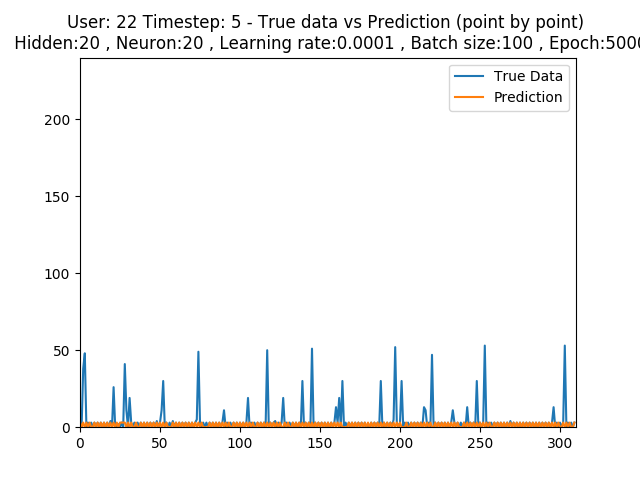 User: 22 Timestep: 5 - True data vs Prediction (point by point)
Hidden:20 , Neuron:20 , Learning rate:0.0001 , Batch size:100 , Epoch:5000
True Data
Prediction
200
150
100
50
0
0 50 100 150 200 250 300